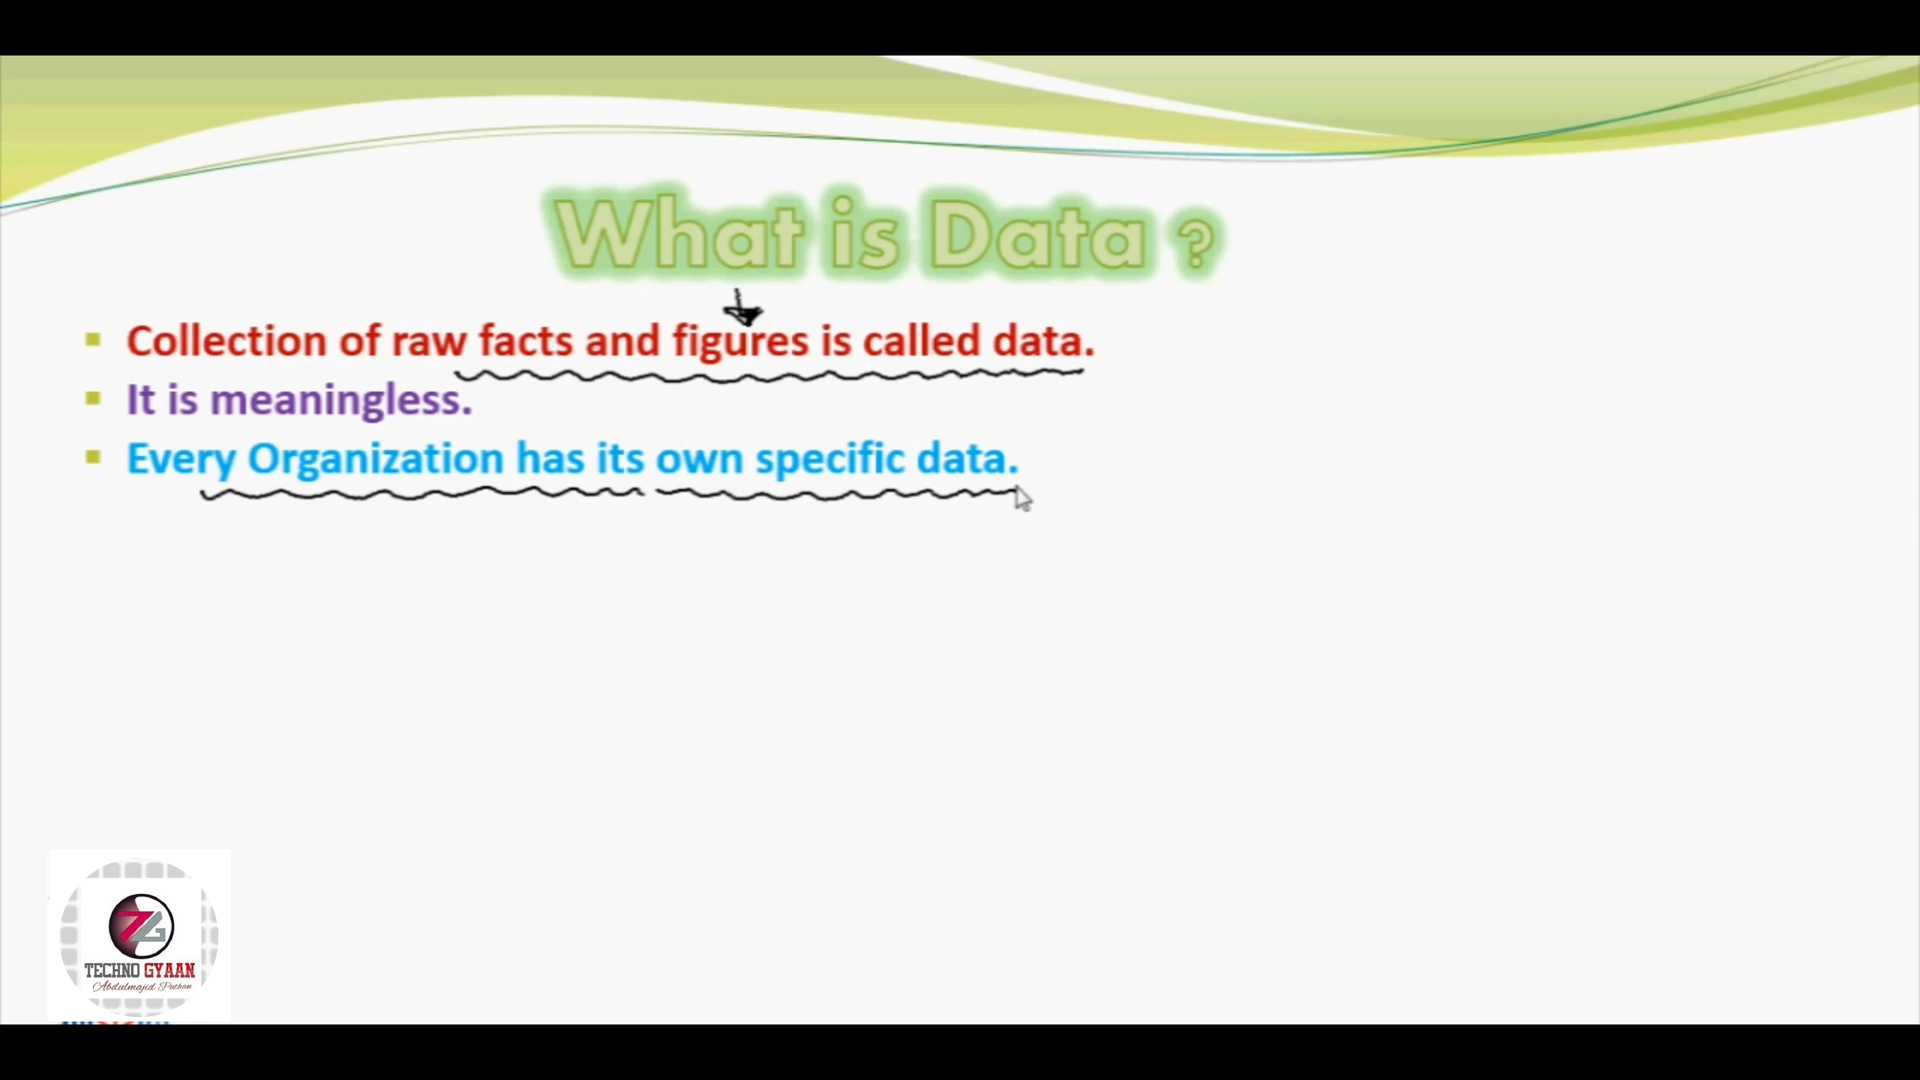 What is Data ?
Collection of raw facts and figures is called data.
It is meaningless.
Every Organization has its own specific data.
ZG
TECHNO GYAAN
Abdulmajid Pathan